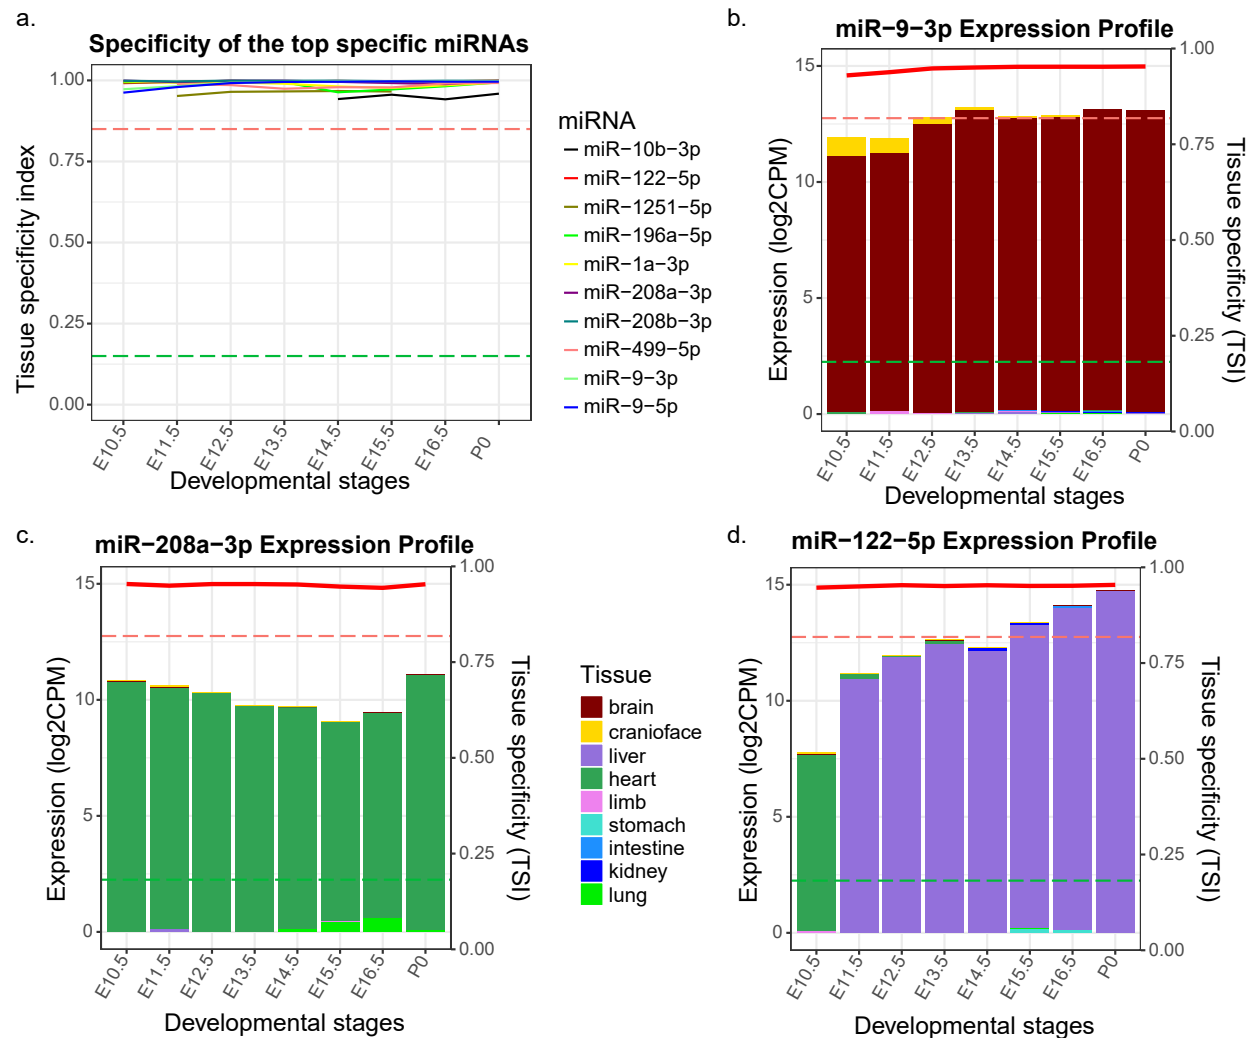 a.
Specificity of the top specific miRNAs
1.00
0.75
0.50
0.25
0.00
Tissue specificity index
E10.5
E11.5
E12.5
E13.5
E14.5
E15.5
E16.5
P0
Developmental stages
miRNA
miR−10b−3p
miR−122−5p
miR−1251−5p
miR−196a−5p
miR−1a−3p
miR−208a−3p
miR−208b−3p
miR−499−5p
miR−9−3p
miR−9−5p
b.
miR−9−3p Expression Profile
15
10
5
0
Expression (log2CPM)
1.00
0.75
0.50
0.25
0.00
Tissue specificity (TSI)
E10.5
E11.5
E12.5
E13.5
E14.5
E15.5
E16.5
P0
Developmental stages
c.
miR−208a−3p Expression Profile
15
10
5
0
Expression (log2CPM)
1.00
0.75
0.50
0.25
0.00
Tissue specificity (TSI)
E10.5
E11.5
E12.5
E13.5
E14.5
E15.5
E16.5
P0
Developmental stages
Tissue
brain
cranioface
liver
heart
limb
stomach
intestine
kidney
lung
d.
miR−122−5p Expression Profile
15
10
5
0
Expression (log2CPM)
1.00
0.75
0.50
0.25
0.00
Tissue specificity (TSI)
E10.5
E11.5
E12.5
E13.5
E14.5
E15.5
E16.5
P0
Developmental stages